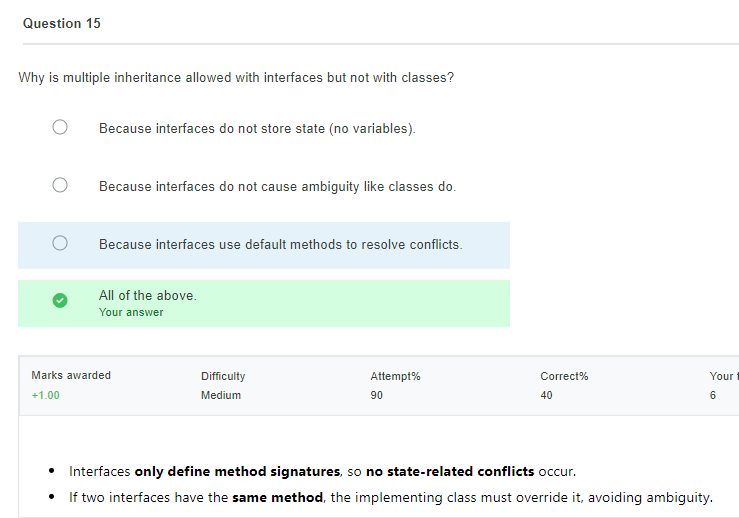 Question 15
Why is multiple inheritance allowed with interfaces but not with classes?
Because interfaces do not store state (no variables).
Because interfaces do not cause ambiguity like classes do.
Because interfaces use default methods to resolve conflicts.
All of the above.
Your answer
Marks awarded Difficulty Attempt% Correct% Your
+1.00 Medium 90 40 6
• Interfaces only define method signatures, so no state-related conflicts occur.
• If two interfaces have the same method, the implementing class must override it, avoiding ambiguity.